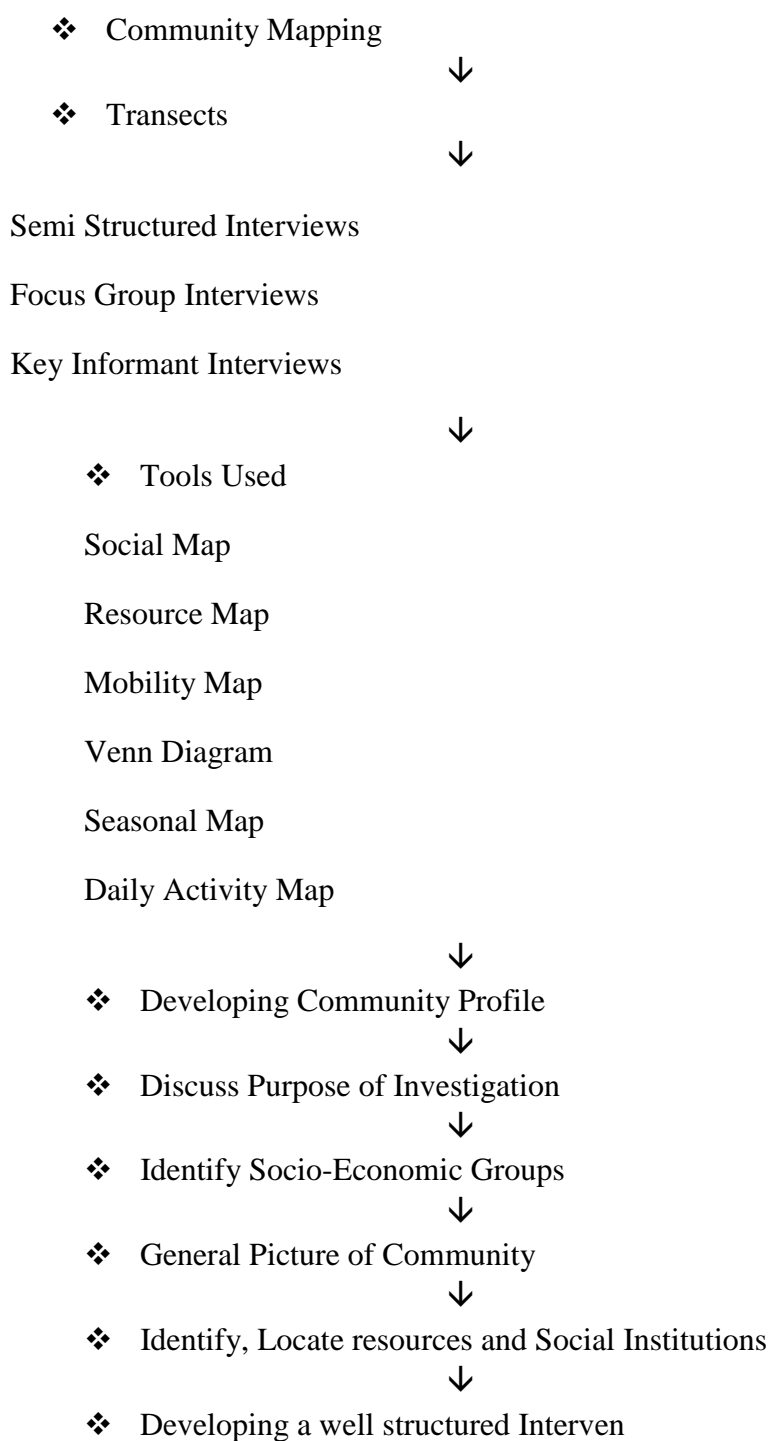 ❖ Community Mapping
↓
❖ Transects
↓
Semi Structured Interviews
Focus Group Interviews
Key Informant Interviews
↓
❖ Tools Used
Social Map
Resource Map
Mobility Map
Venn Diagram
Seasonal Map
Daily Activity Map
↓
❖ Developing Community Profile
↓
❖ Discuss Purpose of Investigation
↓
❖ Identify Socio-Economic Groups
↓
❖ General Picture of Community
↓
❖ Identify, Locate resources and Social Institutions
↓
❖ Developing a well structured Interven